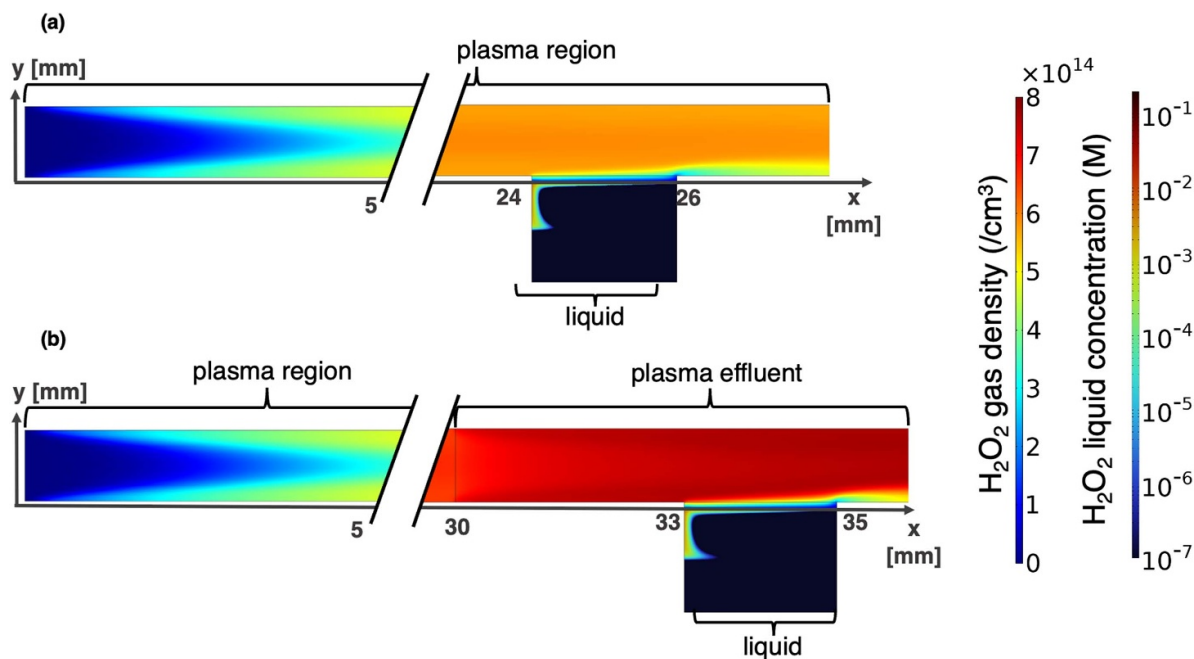 (a)
plasma region
y [mm]
5
24
26
x
[mm]
liquid
(b)
plasma region
plasma effluent
y [mm]
5
30
33
35
x
[mm]
liquid
×10¹⁴
8
7
6
5
4
3
2
1
0
H₂O₂ gas density (/cm³)
10⁻¹
10⁻²
10⁻³
10⁻⁴
10⁻⁵
10⁻⁶
10⁻⁷
H₂O₂ liquid concentration (M)